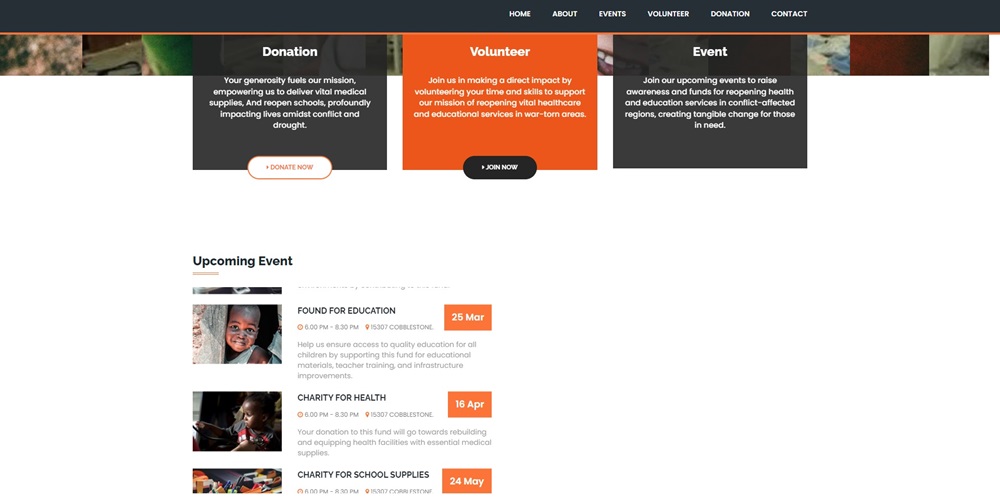 HOME ABOUT EVENTS VOLUNTEER DONATION CONTACT
Donation
Your generosity fuels our mission,
empowering us to deliver vital medical
supplies, And reopen schools, profoundly
impacting lives amidst conflict and
drought.
DONATE NOW
Volunteer
Join us in making a direct impact by
volunteering your time and skills to support
our mission of reopening vital healthcare
and educational services in war-torn areas.
JOIN NOW
Event
Join our upcoming events to raise
awareness and funds for reopening health
and education services in conflict-affected
regions, creating tangible change for those
in need.
Upcoming Event
FOUND FOR EDUCATION
25 Mar
6.00 PM - 8.30 PM 15307 COBBLESTONE.
Help us ensure access to quality education for all
children by supporting this fund for educational
materials, teacher training, and infrastructure
improvements.
CHARITY FOR HEALTH
16 Apr
6.00 PM - 8.30 PM 15307 COBBLESTONE.
Your donation to this fund will go towards rebuilding
and equipping health facilities with essential medical
supplies.
CHARITY FOR SCHOOL SUPPLIES
24 May
6.00 PM - 8.30 PM 15307 COBBLESTONE.